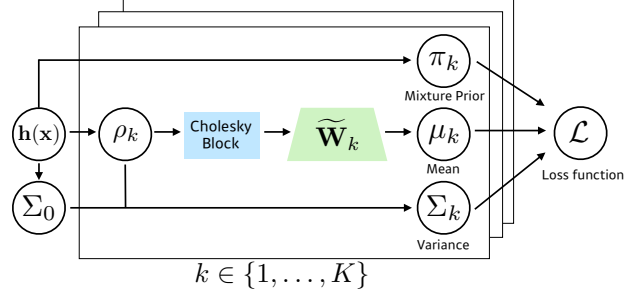 π_k
Mixture Prior
h(x)
ρ_k
Cholesky
Block
W̃_k
μ_k
Mean
ℒ
Loss function
Σ_0
Σ_k
Variance
k ∈ {1, . . . , K}